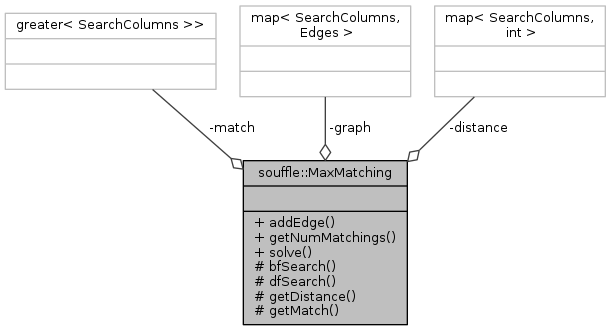 greater< SearchColumns >>
map< SearchColumns,
Edges >
map< SearchColumns,
int >
-match
-graph
-distance
souffle::MaxMatching
+ addEdge()
+ getNumMatchings()
+ solve()
# bfSearch()
# dfSearch()
# getDistance()
# getMatch()